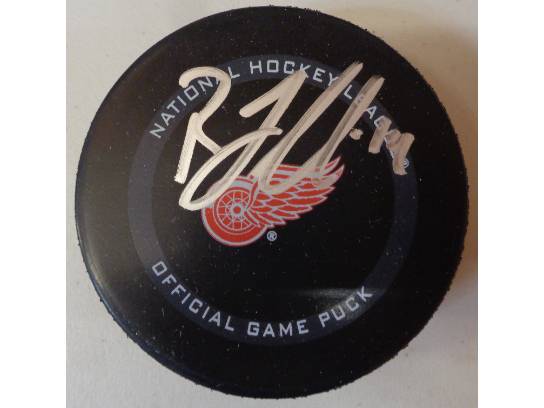 NATIONAL HOCKEY LEAGUE®
®
OFFICIAL GAME PUCK